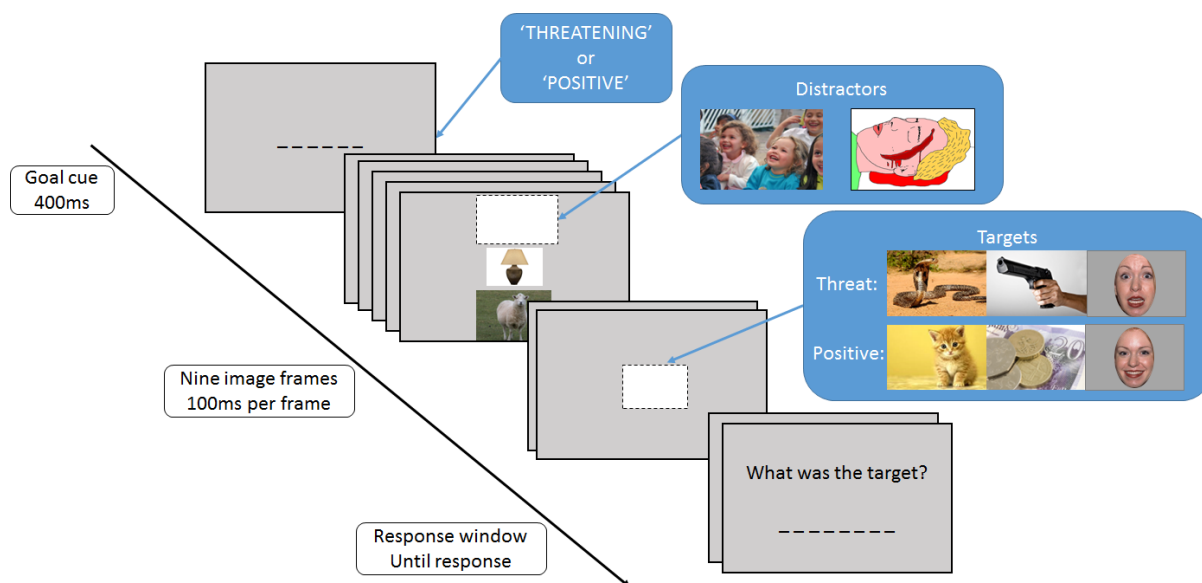 ‘THREATENING’
or
‘POSITIVE’
Distractors
_ _ _ _ _ _
Goal cue
400ms
Targets
Threat:
Positive:
20
Nine image frames
100ms per frame
What was the target?
_ _ _ _ _ _ _ _
Response window
Until response